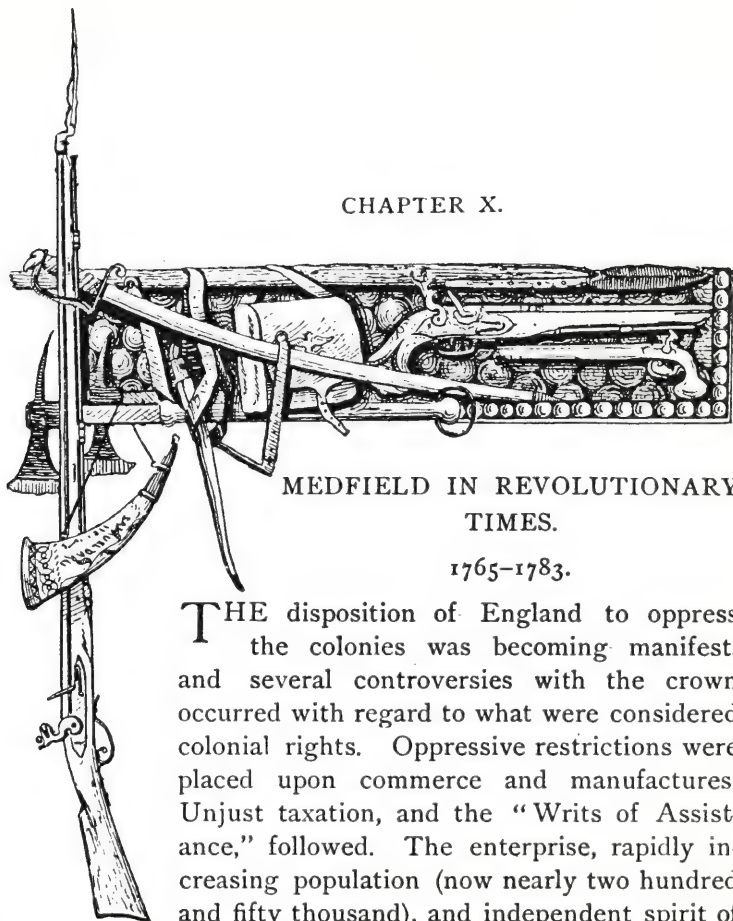 CHAPTER X.
MEDFIELD IN REVOLUTIONARY
TIMES.
1765–1783.
THE disposition of England to oppress
the colonies was becoming manifest,
and several controversies with the crown
occurred with regard to what were considered
colonial rights. Oppressive restrictions were
placed upon commerce and manufactures.
Unjust taxation, and the “Writs of Assist-
ance,” followed. The enterprise, rapidly in-
creasing population (now nearly two hundred
and fifty thousand), and independent spirit of